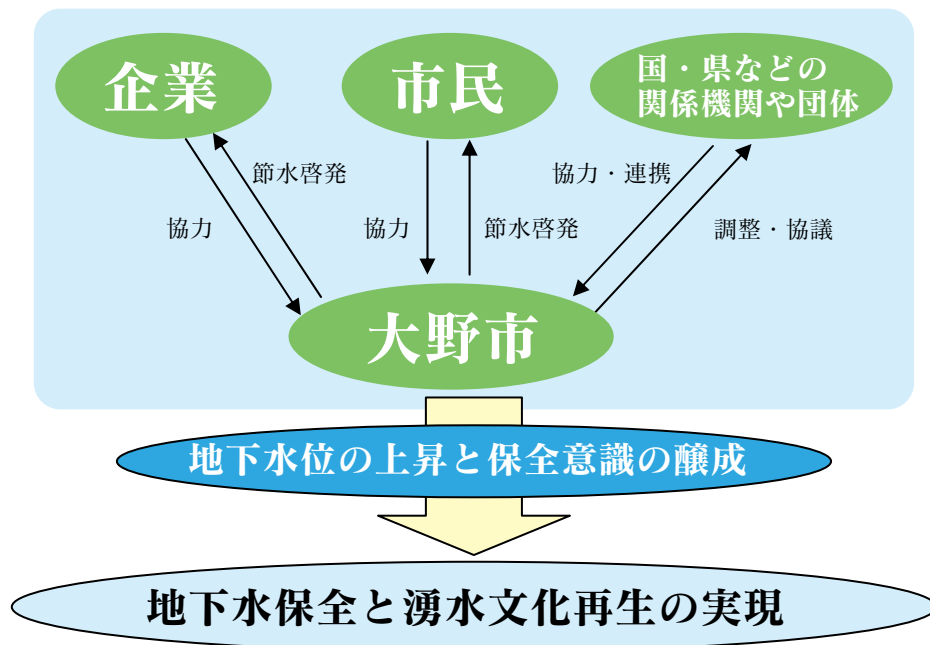 企業
市民
国・県などの
関係機関や団体
節水啓発
協力
協力
節水啓発
協力・連携
調整・協議
大野市
地下水位の上昇と保全意識の醸成
地下水保全と湧水文化再生の実現